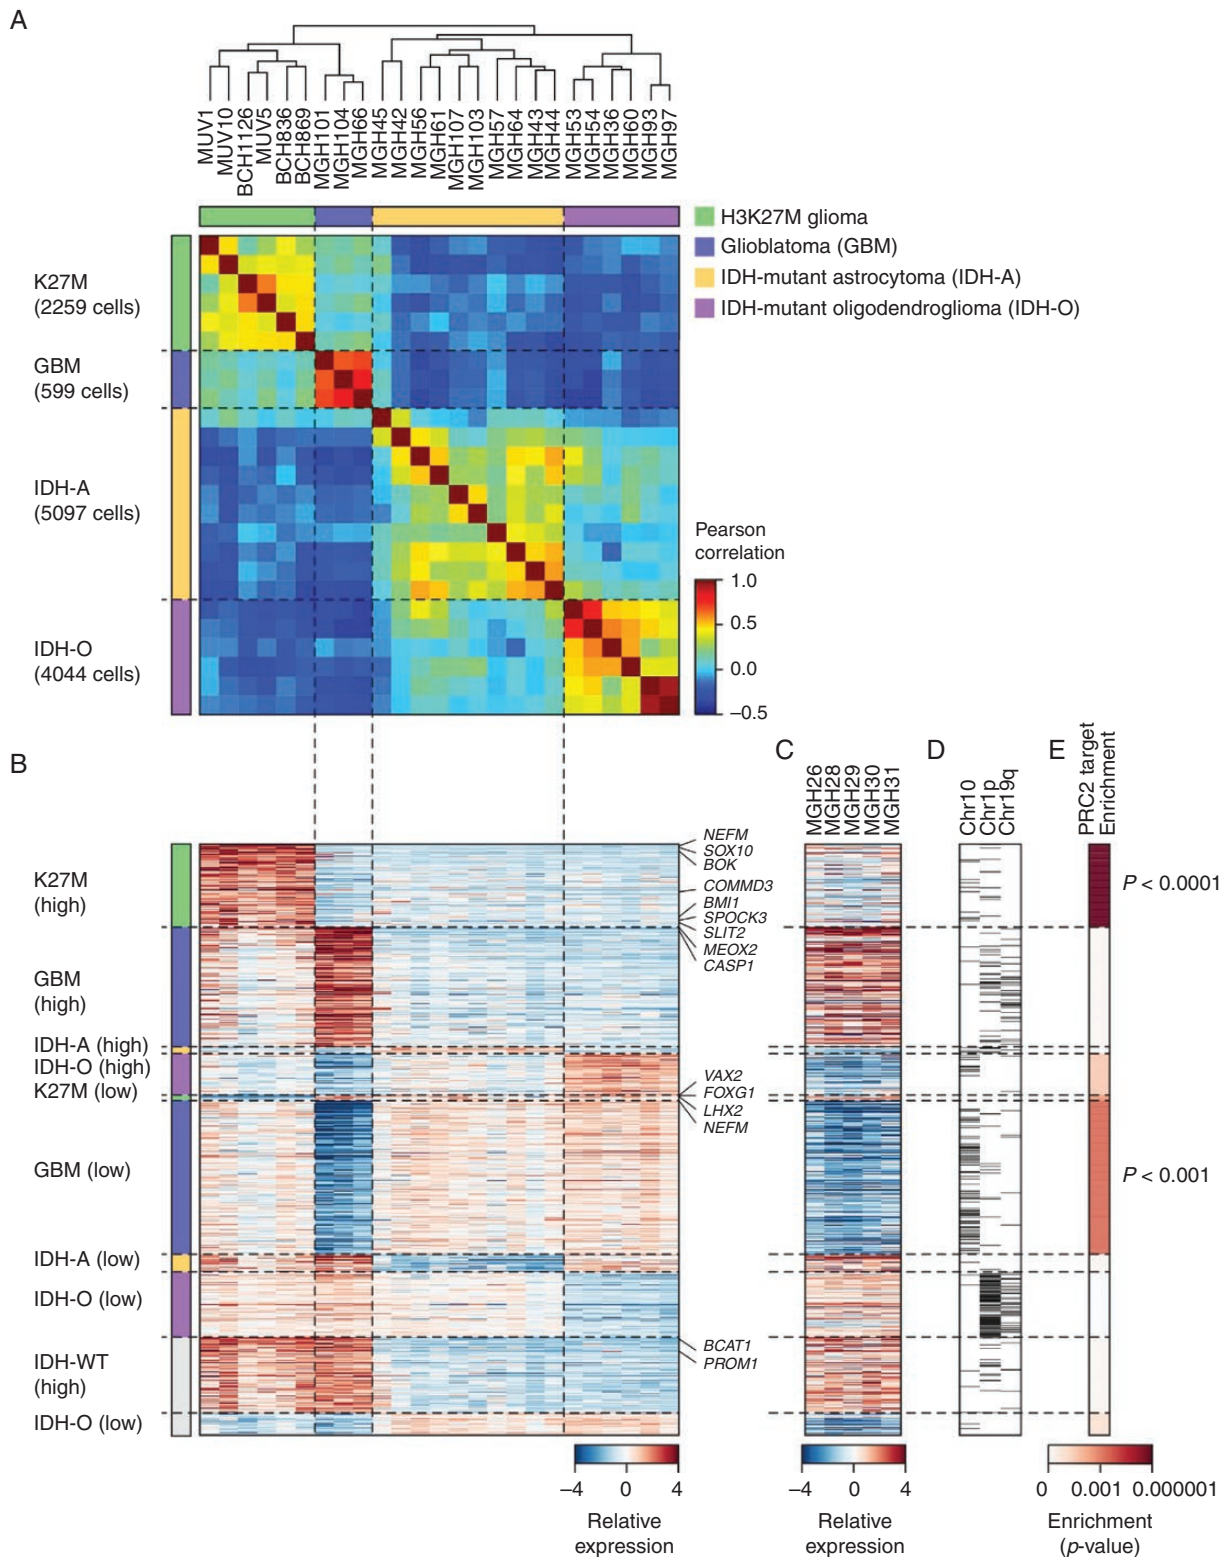 A
MUV1
MUV10
BCH1126
MUV5
BCH836
BCH869
MGH101
MGH104
MGH66
MGH45
MGH42
MGH56
MGH61
MGH107
MGH103
MGH57
MGH64
MGH43
MGH44
MGH53
MGH54
MGH36
MGH60
MGH93
MGH97
H3K27M glioma
Glioblatoma (GBM)
IDH-mutant astrocytoma (IDH-A)
IDH-mutant oligodendroglioma (IDH-O)
K27M
(2259 cells)
GBM
(599 cells)
IDH-A
(5097 cells)
IDH-O
(4044 cells)
Pearson
correlation
1.0
0.5
0.0
−0.5
B
K27M
(high)
GBM
(high)
IDH-A (high)
IDH-O (high)
K27M (low)
GBM (low)
IDH-A (low)
IDH-O (low)
IDH-WT
(high)
IDH-O (low)
NEFM
SOX10
BOK
COMMD3
BMI1
SPOCK3
SLIT2
MEOX2
CASP1
VAX2
FOXG1
LHX2
NEFM
BCAT1
PROM1
−4 0 4
Relative
expression
C
MGH26
MGH28
MGH29
MGH30
MGH31
−4 0 4
Relative
expression
D
Chr10
Chr1p
Chr19q
E
PRC2 target
Enrichment
P < 0.0001
P < 0.001
0 0.001 0.000001
Enrichment
(p-value)